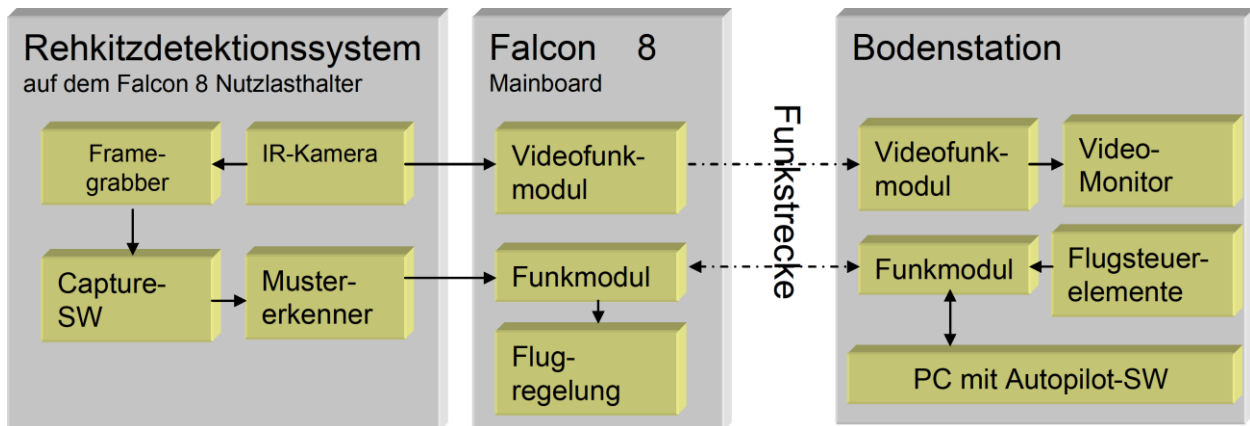 Rehkitzdetektionssystem
auf dem Falcon 8 Nutzlasthalter
Frame-
grabber
IR-Kamera
Capture-
SW
Muster-
erkenner
Falcon 8
Mainboard
Videofunk-
modul
Funkmodul
Flug-
regelung
Funkstrecke
Bodenstation
Videofunk-
modul
Video-
Monitor
Funkmodul
Flugsteuer-
elemente
PC mit Autopilot-SW